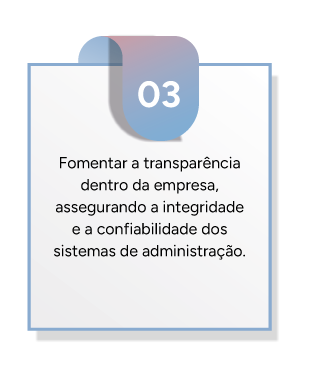 03
Fomentar a transparência
dentro da empresa,
assegurando a integridade
e a confiabilidade dos
sistemas de administração.